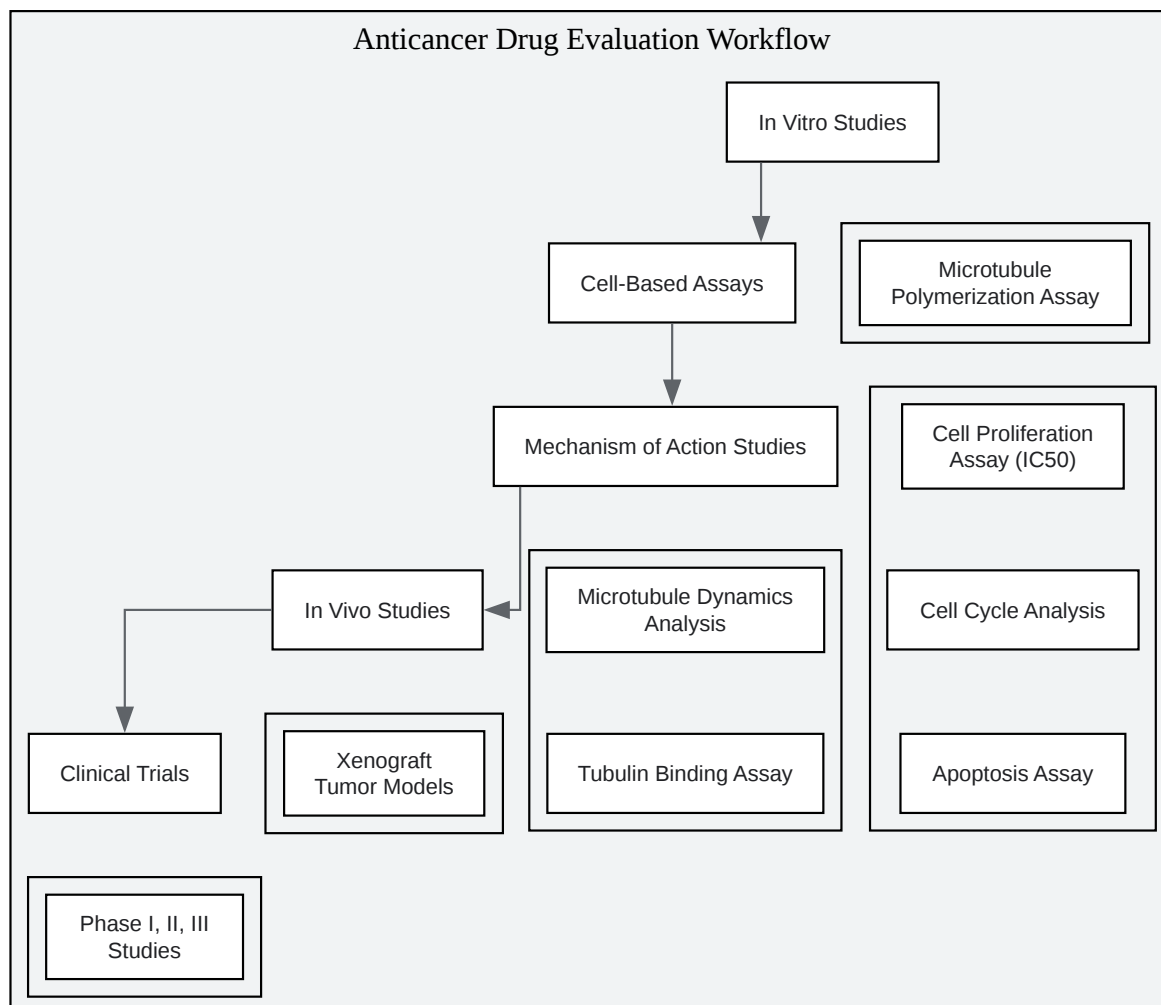 Anticancer Drug Evaluation Workflow
In Vitro Studies
Cell-Based Assays
Microtubule
Polymerization Assay
Mechanism of Action Studies
Cell Proliferation
Assay (IC50)
In Vivo Studies
Microtubule Dynamics
Analysis
Cell Cycle Analysis
Clinical Trials
Xenograft
Tumor Models
Tubulin Binding Assay
Apoptosis Assay
Phase I, II, III
Studies